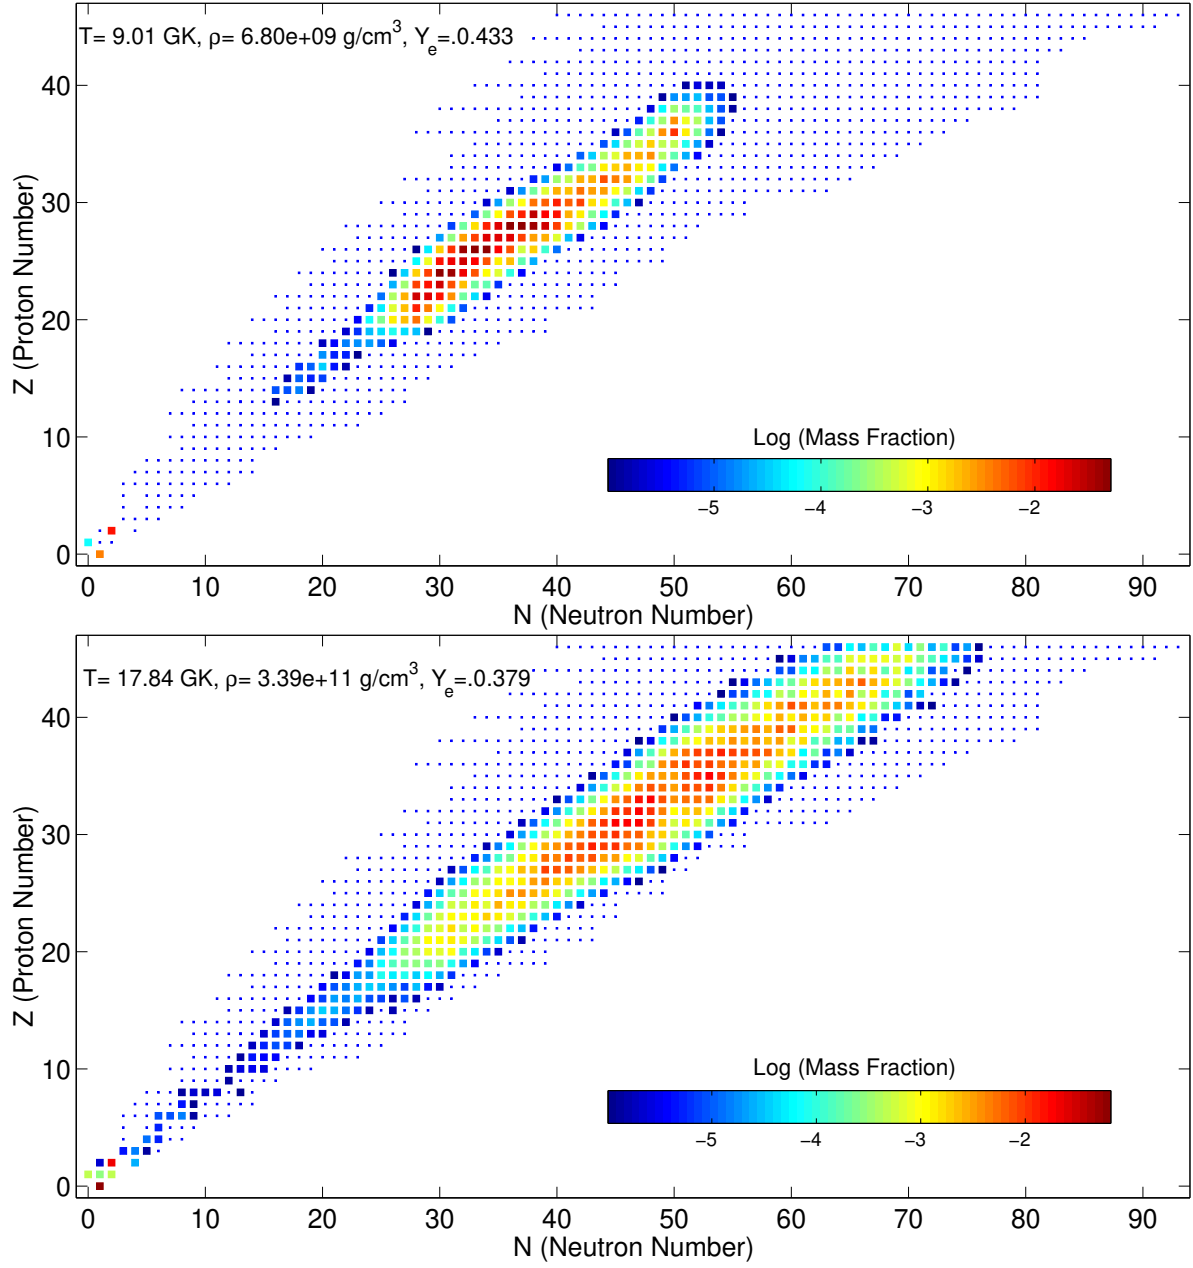 T= 9.01 GK, ρ= 6.80e+09 g/cm³, Yₑ=.0.433
40
30
20
10
0
Z (Proton Number)
Log (Mass Fraction)
−5 −4 −3 −2
0 10 20 30 40 50 60 70 80 90
N (Neutron Number)
T= 17.84 GK, ρ= 3.39e+11 g/cm³, Yₑ=.0.379
40
30
20
10
0
Z (Proton Number)
Log (Mass Fraction)
−5 −4 −3 −2
0 10 20 30 40 50 60 70 80 90
N (Neutron Number)